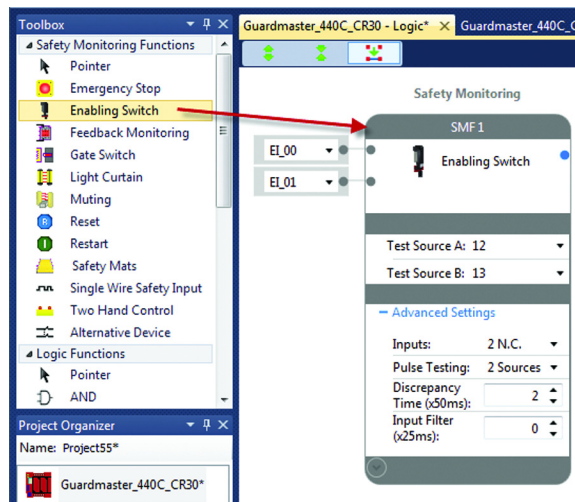 Toolbox
Safety Monitoring Functions
Pointer
Emergency Stop
Enabling Switch
Feedback Monitoring
Gate Switch
Light Curtain
Muting
Reset
Restart
Safety Mats
Single Wire Safety Input
Two Hand Control
Alternative Device
Logic Functions
Pointer
AND
Project Organizer
Name: Project55*
Guardmaster_440C_CR30*
Guardmaster_440C_CR30 - Logic*
Guardmaster_440C_C
Safety Monitoring
SMF 1
EI_00
EI_01
Enabling Switch
Test Source A: 12
Test Source B: 13
Advanced Settings
Inputs: 2 N.C.
Pulse Testing: 2 Sources
Discrepancy
Time (x50ms): 2
Input Filter
(x25ms): 0